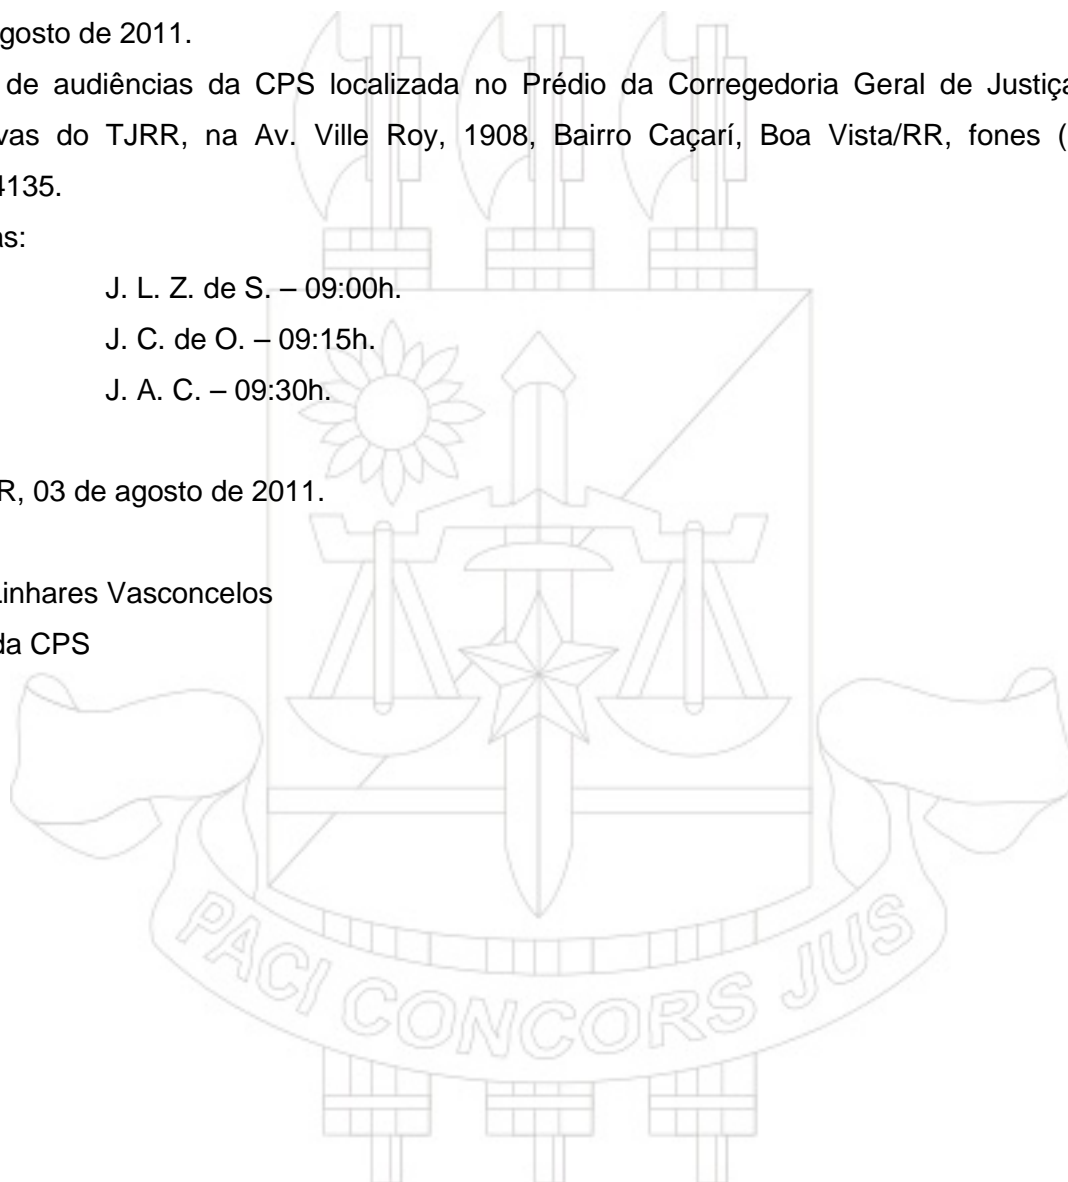 gosto de 2011.
de audiências da CPS localizada no Prédio da Corregedoria Geral de Justiça
vas do TJRR, na Av. Ville Roy, 1908, Bairro Caçarí, Boa Vista/RR, fones (
4135.
as:
J. L. Z. de S. – 09:00h.
J. C. de O. – 09:15h.
J. A. C. – 09:30h.
R, 03 de agosto de 2011.
Linhares Vasconcelos
da CPS
PACI CONCORS JUS